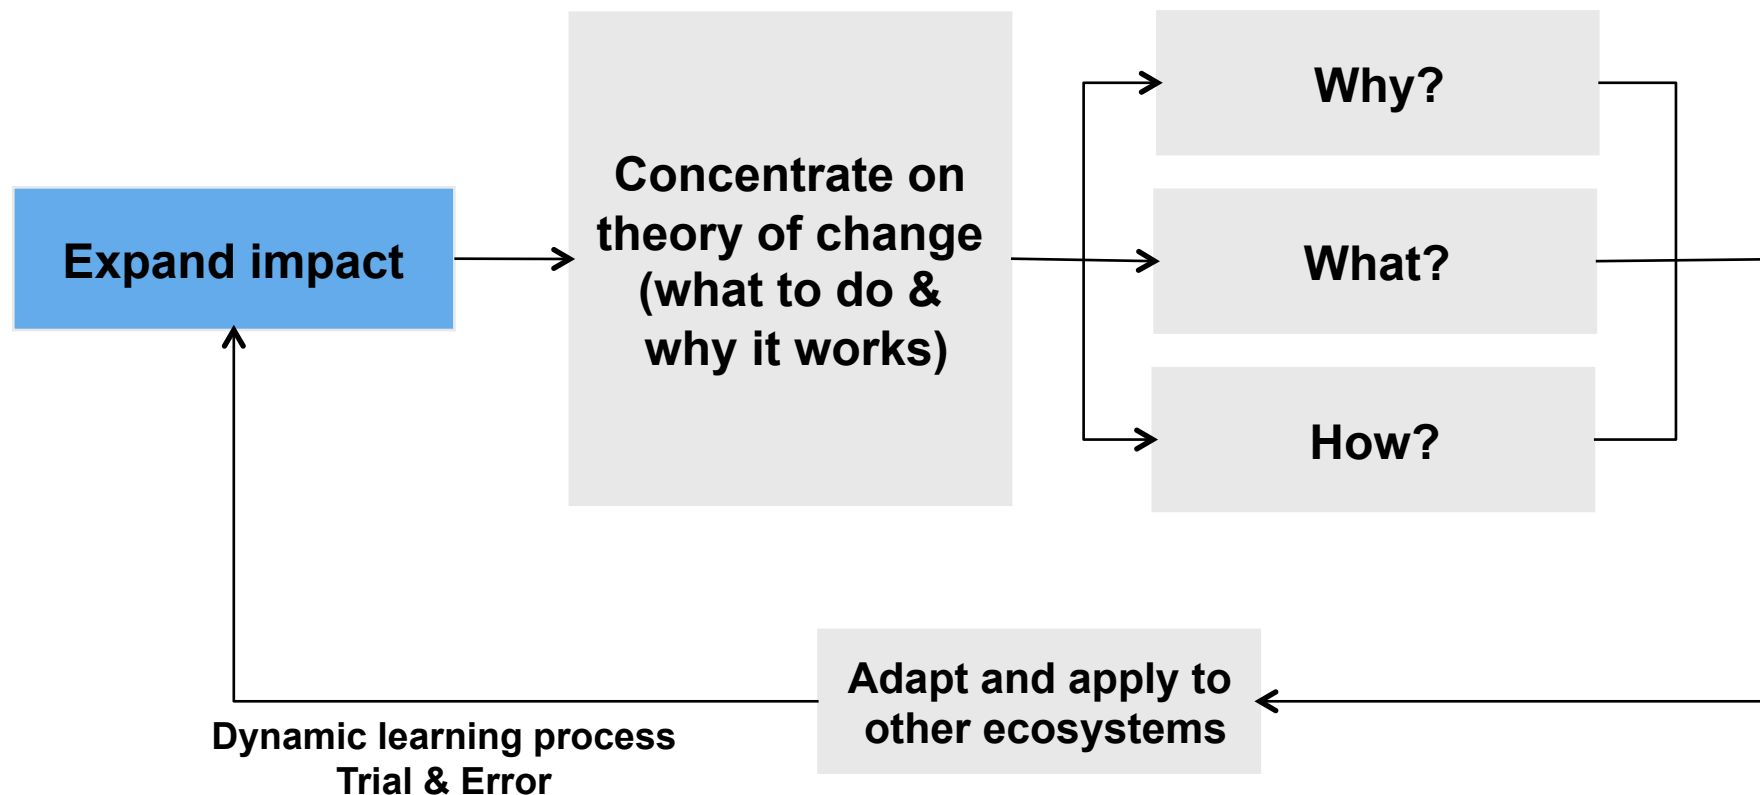 Expand impact
Concentrate on
theory of change
(what to do &
why it works)
Why?
What?
How?
Adapt and apply to
other ecosystems
Dynamic learning process
Trial & Error